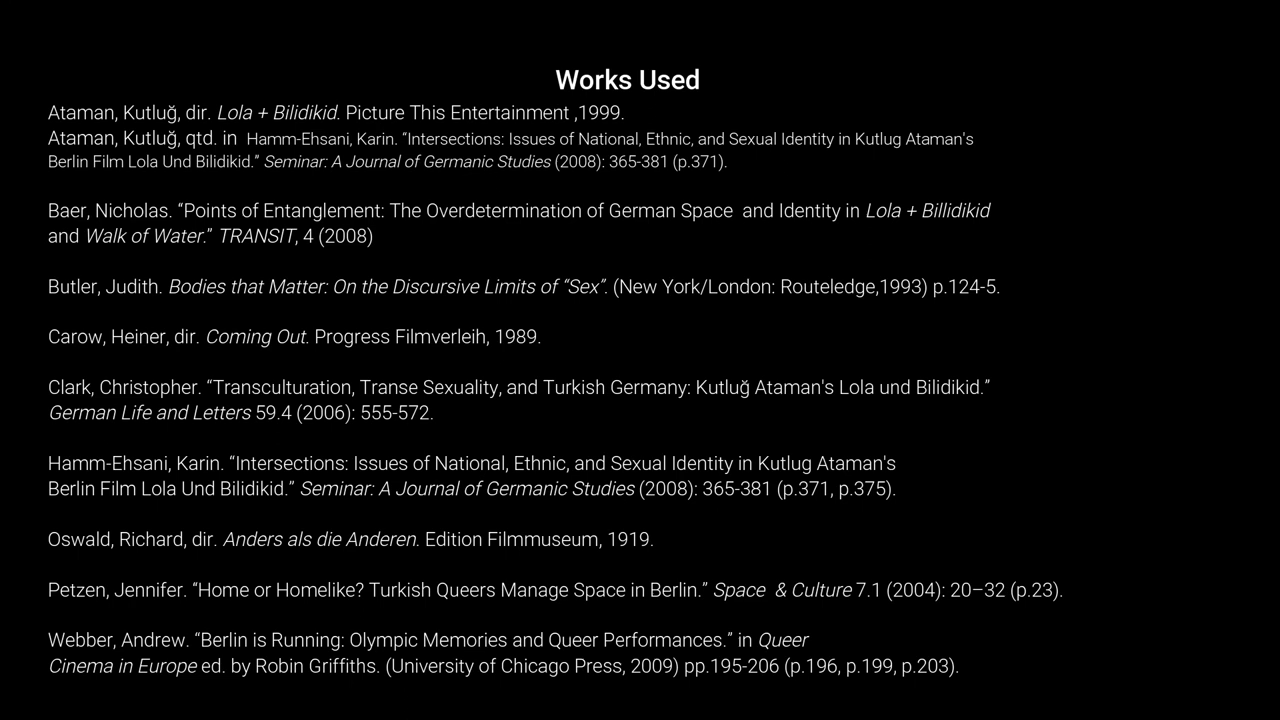 Works Used
Ataman, Kutluğ, dir. Lola + Bilidikid. Picture This Entertainment ,1999.
Ataman, Kutluğ, qtd. in  Hamm-Ehsani, Karin. “Intersections: Issues of National, Ethnic, and Sexual Identity in Kutlug Ataman's
Berlin Film Lola Und Bilidikid.” Seminar: A Journal of Germanic Studies (2008): 365-381 (p.371).
Baer, Nicholas. “Points of Entanglement: The Overdetermination of German Space  and Identity in Lola + Billidikid
and Walk of Water.” TRANSIT, 4 (2008)
Butler, Judith. Bodies that Matter: On the Discursive Limits of “Sex”. (New York/London: Routeledge,1993) p.124-5.
Carow, Heiner, dir. Coming Out. Progress Filmverleih, 1989.
Clark, Christopher. “Transculturation, Transe Sexuality, and Turkish Germany: Kutluğ Ataman's Lola und Bilidikid.”
German Life and Letters 59.4 (2006): 555-572.
Hamm-Ehsani, Karin. “Intersections: Issues of National, Ethnic, and Sexual Identity in Kutlug Ataman's
Berlin Film Lola Und Bilidikid.” Seminar: A Journal of Germanic Studies (2008): 365-381 (p.371, p.375).
Oswald, Richard, dir. Anders als die Anderen. Edition Filmmuseum, 1919.
Petzen, Jennifer. “Home or Homelike? Turkish Queers Manage Space in Berlin.” Space  & Culture 7.1 (2004): 20–32 (p.23).
Webber, Andrew. “Berlin is Running: Olympic Memories and Queer Performances.” in Queer
Cinema in Europe ed. by Robin Griffiths. (University of Chicago Press, 2009) pp.195-206 (p.196, p.199, p.203).